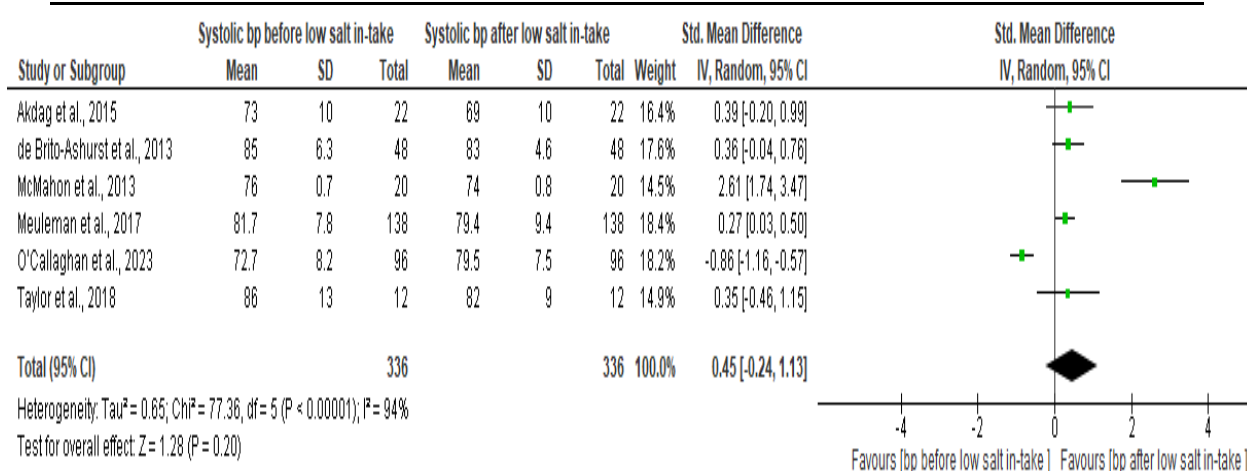 Systolic bp before low salt in-take Systolic bp after low salt in-take Std. Mean Difference Std. Mean Difference
Study or Subgroup Mean SD Total Mean SD Total Weight IV, Random, 95% CI IV, Random, 95% CI
Akdag et al., 2015 73 10 22 69 10 22 16.4% 0.39 [-0.20, 0.99]
de Brito-Ashurst et al., 2013 85 6.3 48 83 4.6 48 17.6% 0.36 [-0.04, 0.76]
McMahon et al., 2013 76 0.7 20 74 0.8 20 14.5% 2.61 [1.74, 3.47]
Meuleman et al., 2017 81.7 7.8 138 79.4 9.4 138 18.4% 0.27 [0.03, 0.50]
O'Callaghan et al., 2023 72.7 8.2 96 79.5 7.5 96 18.2% -0.86 [-1.16, -0.57]
Taylor et al., 2018 86 13 12 82 9 12 14.9% 0.35 [-0.46, 1.15]
Total (95% CI) 336 336 100.0% 0.45 [-0.24, 1.13]
Heterogeneity: Tau² = 0.65; Chi² = 77.36, df = 5 (P < 0.00001); I² = 94%
Test for overall effect: Z = 1.28 (P = 0.20)
-4 -2 0 2 4
Favours [bp before low salt in-take ] Favours [bp after low salt in-take ]